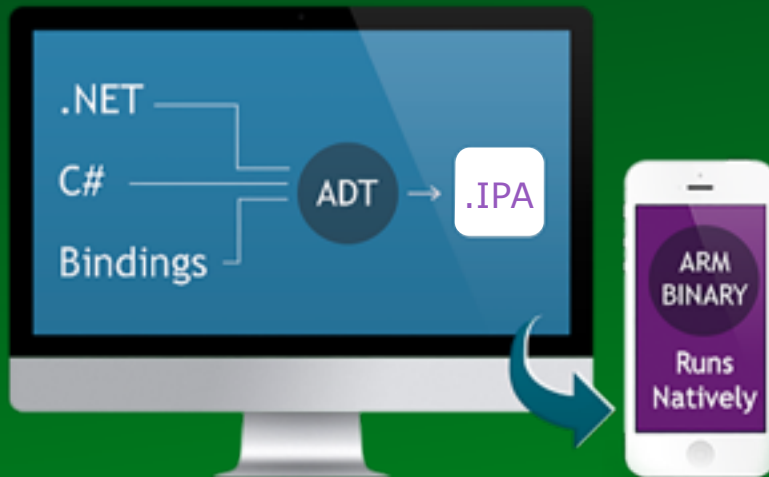 .NET
C#
Bindings
ADT
.IPA
ARM
BINARY
Runs
Natively